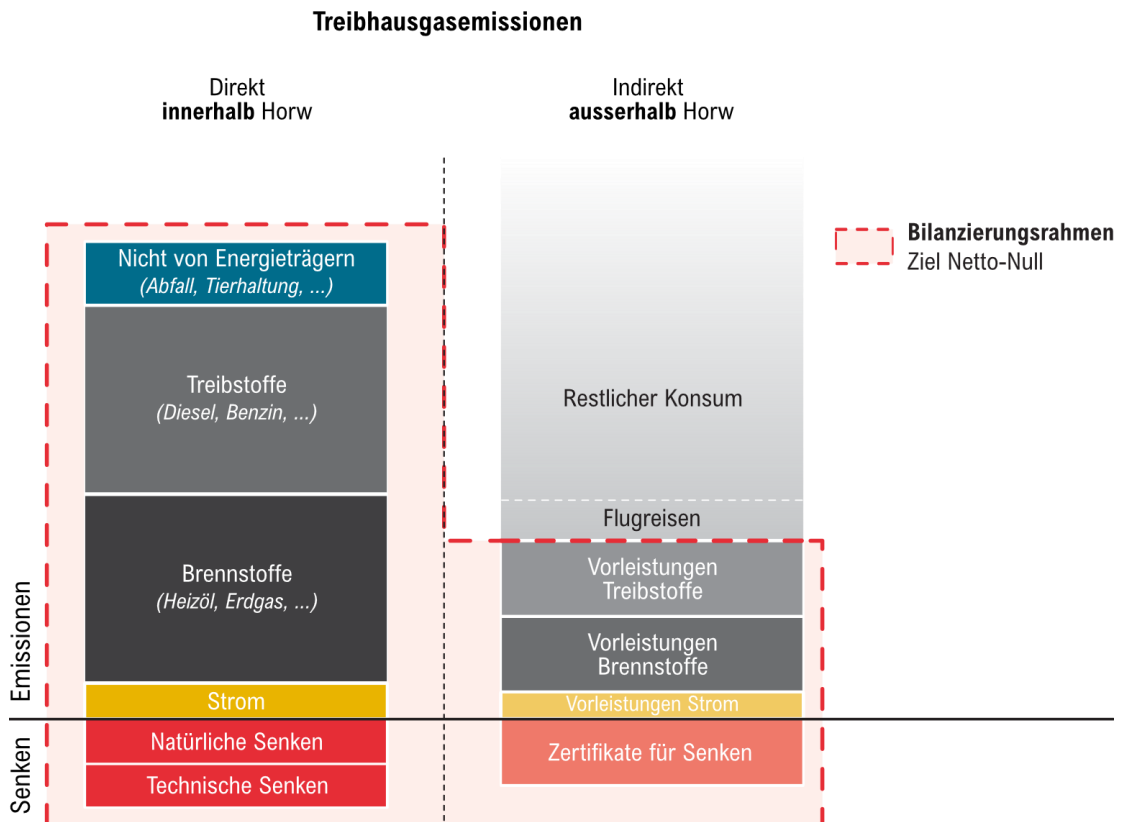 Treibhausgasemissionen
Direkt
innerhalb Horw
Indirekt
ausserhalb Horw
Bilanzierungsrahmen
Ziel Netto-Null
Nicht von Energieträgern
(Abfall, Tierhaltung, ...)
Treibstoffe
(Diesel, Benzin, ...)
Brennstoffe
(Heizöl, Erdgas, ...)
Strom
Natürliche Senken
Technische Senken
Restlicher Konsum
Flugreisen
Vorleistungen
Treibstoffe
Vorleistungen
Brennstoffe
Vorleistungen Strom
Zertifikate für Senken
Emissionen
Senken